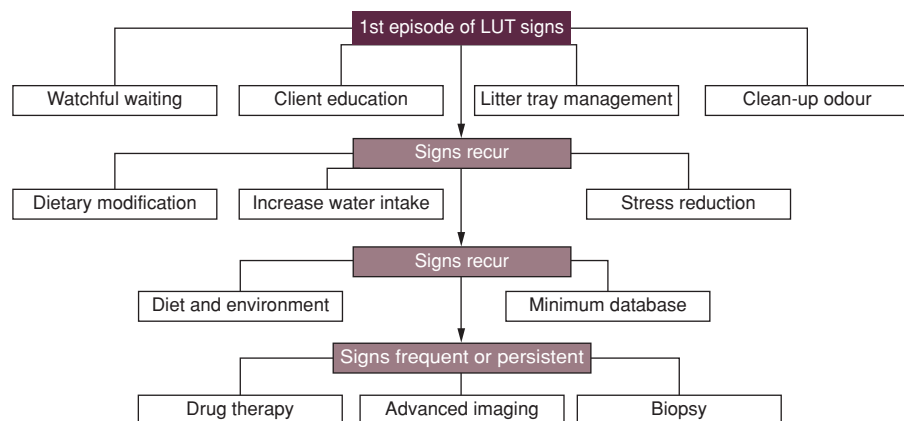 1st episode of LUT signs
Watchful waiting
Client education
Litter tray management
Clean-up odour
Signs recur
Dietary modification
Increase water intake
Stress reduction
Signs recur
Diet and environment
Minimum database
Signs frequent or persistent
Drug therapy
Advanced imaging
Biopsy